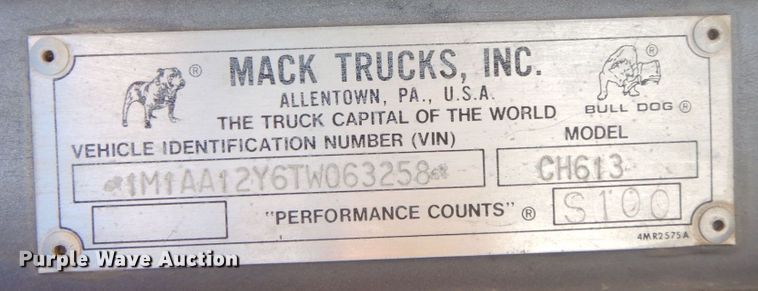 ® MACK TRUCKS, INC. ®
ALLENTOWN, PA., U.S.A.
BULL DOG ®
THE TRUCK CAPITAL OF THE WORLD
VEHICLE IDENTIFICATION NUMBER (VIN) MODEL
*1M1AA12Y6TW063258* CH613
"PERFORMANCE COUNTS" ® S100
4MR2575A
Purple Wave Auction